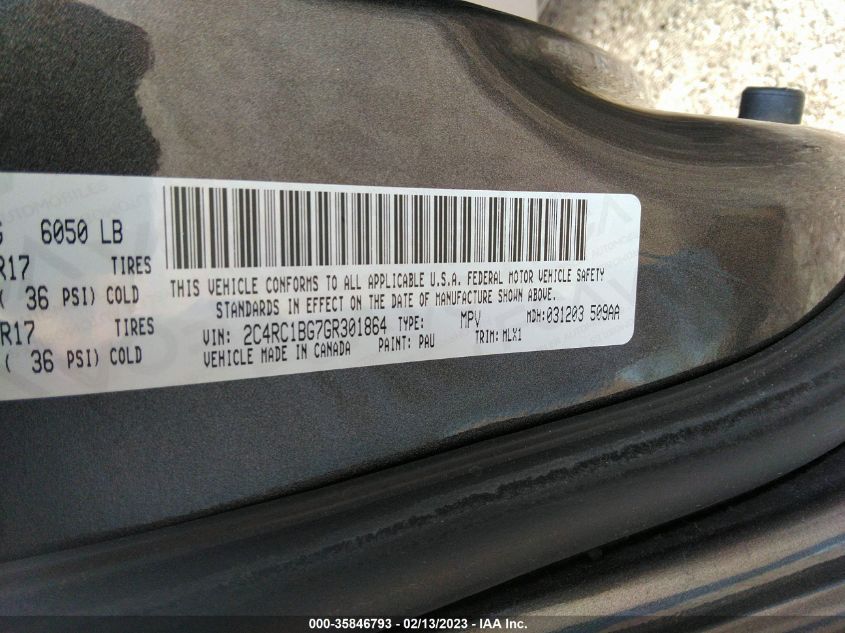 G 6050 LB
R17 TIRES
( 36 PSI) COLD
R17 TIRES
( 36 PSI) COLD
THIS VEHICLE CONFORMS TO ALL APPLICABLE U.S.A. FEDERAL MOTOR VEHICLE SAFETY
STANDARDS IN EFFECT ON THE DATE OF MANUFACTURE SHOWN ABOVE.
VIN: 2C4RC1BG7GR301864 TYPE: MPV MDH:031203 509AA
VEHICLE MADE IN CANADA PAINT: PAU TRIM: MLX1
000-35846793 - 02/13/2023 - IAA Inc.